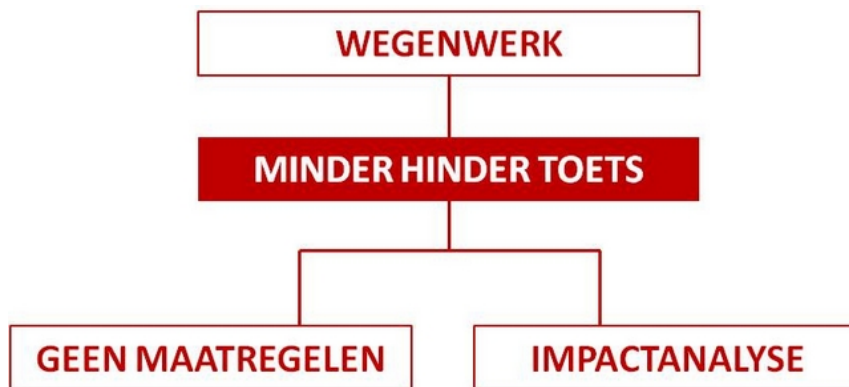 WEGENWERK
MINDER HINDER TOETS
GEEN MAATREGELEN
IMPACTANALYSE